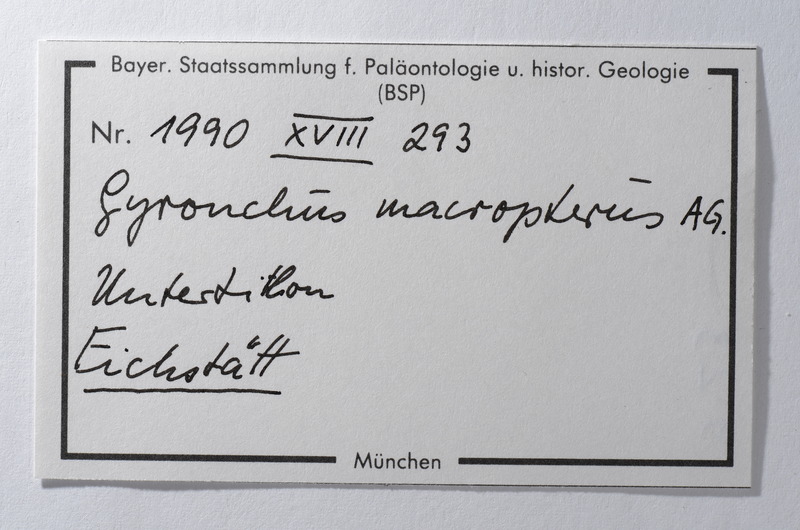 Bayer. Staatssammlung f. Paläontologie u. histor. Geologie
(BSP)
Nr. 1990 XVIII 293
Gyronchus macropterus AG.
Untertithon
Eichstätt
München